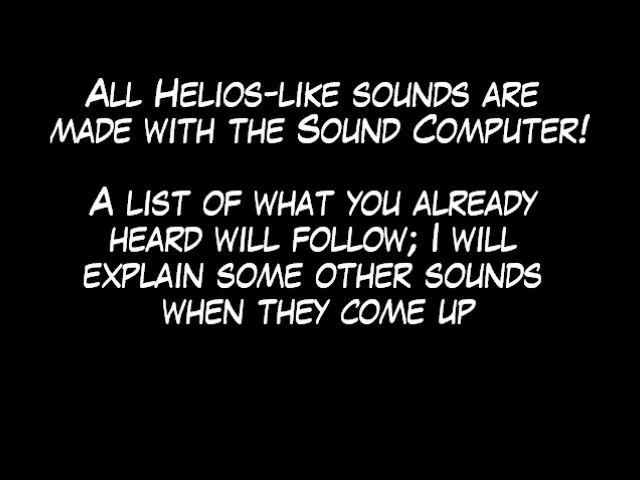 All Helios-like sounds are
made with the Sound Computer!
A list of what you already
heard will follow; I will
explain some other sounds
when they come up